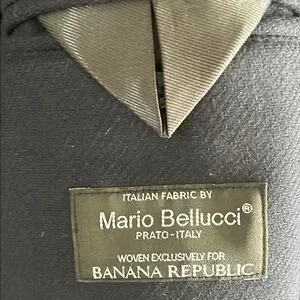 ITALIAN FABRIC BY
Mario Bellucci®
PRATO-ITALY
WOVEN EXCLUSIVELY FOR
BANANA REPUBLIC